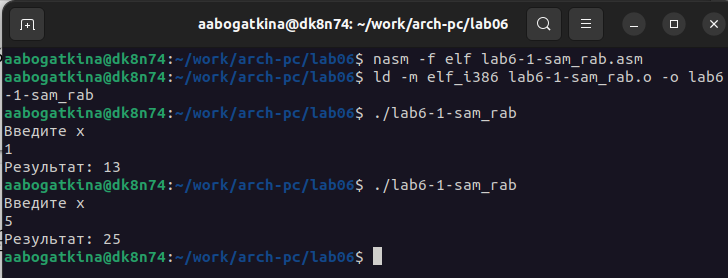 aabogatkina@dk8n74: ~/work/arch-pc/lab06
aabogatkina@dk8n74:~/work/arch-pc/lab06$ nasm -f elf lab6-1-sam_rab.asm
aabogatkina@dk8n74:~/work/arch-pc/lab06$ ld -m elf_i386 lab6-1-sam_rab.o -o lab6
-1-sam_rab
aabogatkina@dk8n74:~/work/arch-pc/lab06$ ./lab6-1-sam_rab
Введите x
1
Результат: 13
aabogatkina@dk8n74:~/work/arch-pc/lab06$ ./lab6-1-sam_rab
Введите x
5
Результат: 25
aabogatkina@dk8n74:~/work/arch-pc/lab06$